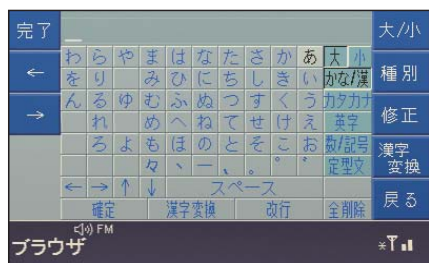 完了 大/小
わ ら や ま は な た さ か あ 大 小
← を り み ひ に ち し き い かな/漢 種別
ん る ゆ む ふ ぬ つ す く う カタカナ
→ れ め へ ね て せ け え 英字 修正
ろ よ も ほ の と そ こ お 数/記号
々 ヽ ー 、 。 ゛ ゜ 定型文 漢字変換
← → ↑ ↓ スペース
確定 漢字変換 改行 全削除 戻る
FM
ブラウザ